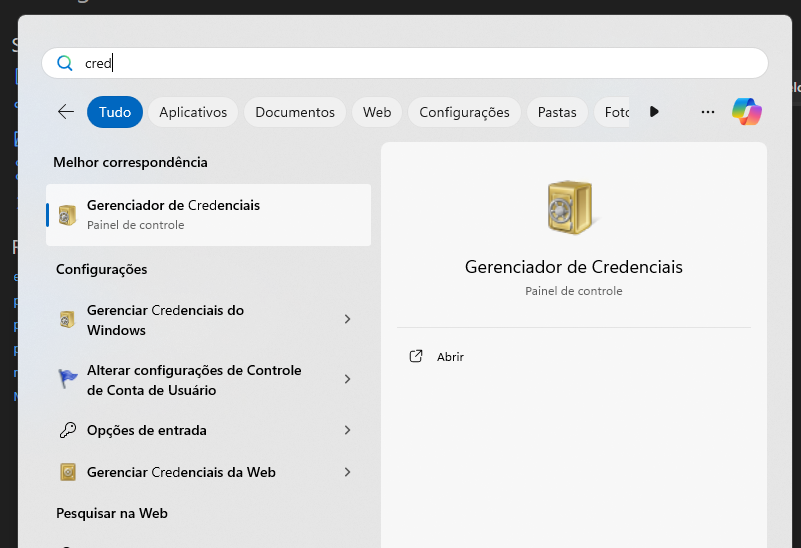 cred
Tudo
Aplicativos
Documentos
Web
Configurações
Pastas
Foto
...
Melhor correspondência
Gerenciador de Credenciais
Painel de controle
Configurações
Gerenciar Credenciais do
Windows
Alterar configurações de Controle
de Conta de Usuário
Opções de entrada
Gerenciar Credenciais da Web
Pesquisar na Web
Gerenciador de Credenciais
Painel de controle
Abrir